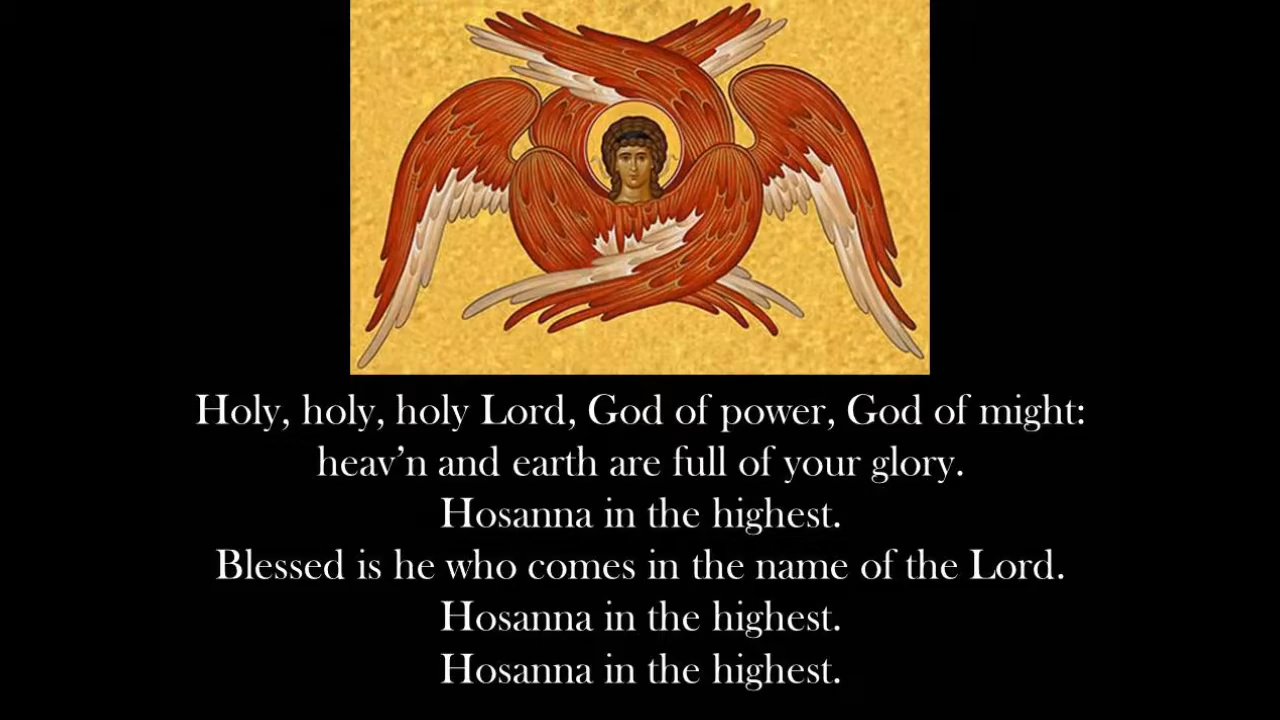 Holy, holy, holy Lord, God of power, God of might:
heav’n and earth are full of your glory.
Hosanna in the highest.
Blessed is he who comes in the name of the Lord.
Hosanna in the highest.
Hosanna in the highest.